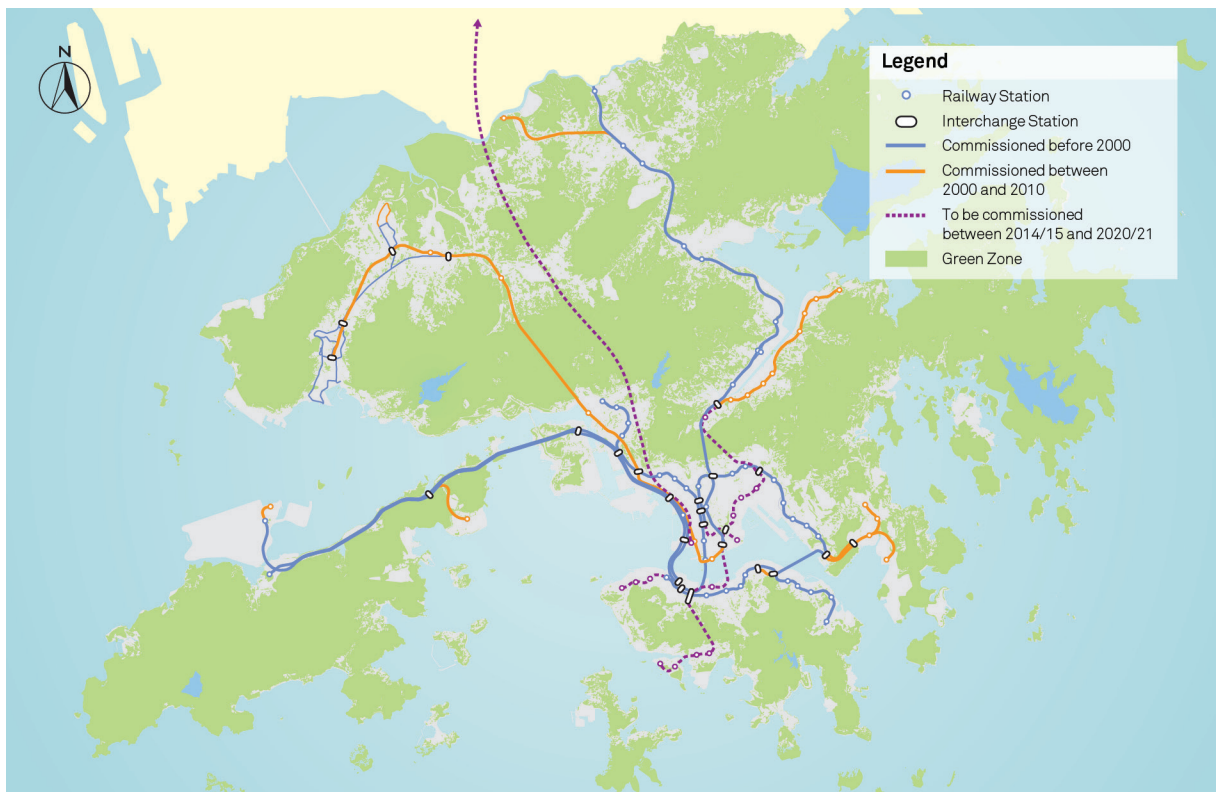 N
Legend
Railway Station
Interchange Station
Commissioned before 2000
Commissioned between
2000 and 2010
To be commissioned
between 2014/15 and 2020/21
Green Zone